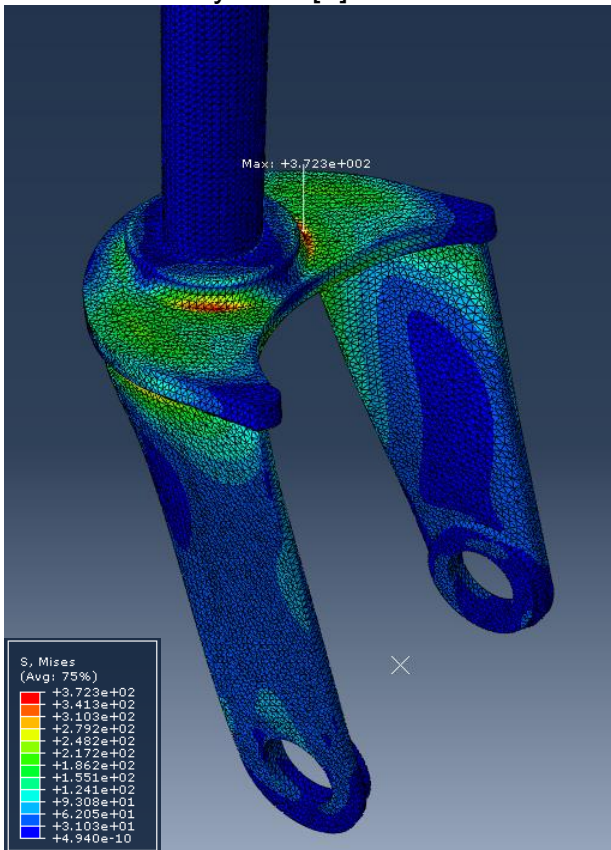 Max: +3.723e+002
S, Mises
(Avg: 75%)
+3.723e+02
+3.413e+02
+3.103e+02
+2.792e+02
+2.482e+02
+2.172e+02
+1.862e+02
+1.551e+02
+1.241e+02
+9.308e+01
+6.205e+01
+3.103e+01
+4.940e-10